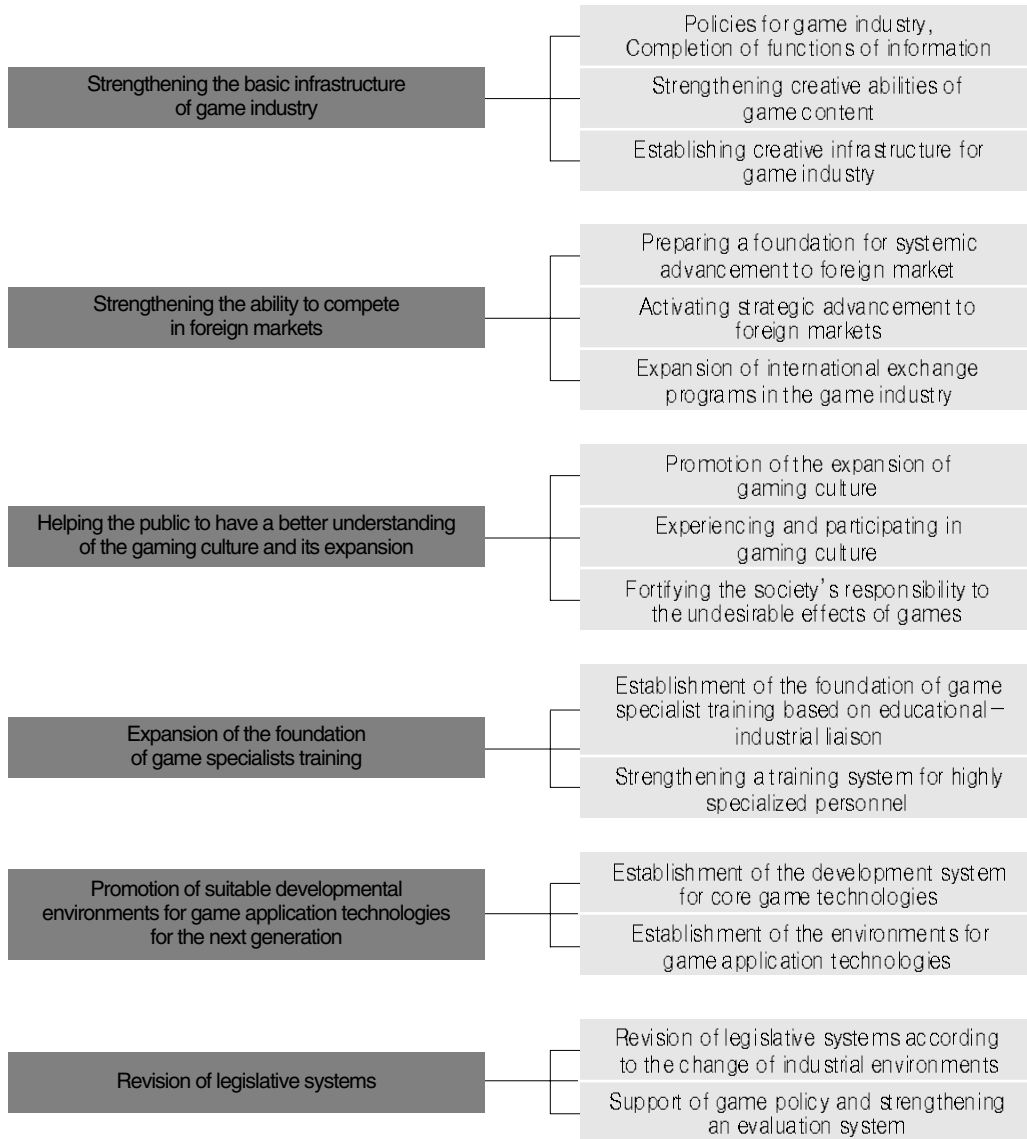 Strengthening the basic infrastructure
of game industry
Policies for game industry,
Completion of functions of information
Strengthening creative abilities of
game content
Establishing creative infrastructure for
game industry
Strengthening the ability to compete
in foreign markets
Preparing a foundation for systemic
advancement to foreign market
Activating strategic advancement to
foreign markets
Expansion of international exchange
programs in the game industry
Helping the public to have a better understanding
of the gaming culture and its expansion
Promotion of the expansion of
gaming culture
Experiencing and participating in
gaming culture
Fortifying the society's responsibility to
the undesirable effects of games
Expansion of the foundation
of game specialists training
Establishment of the foundation of game
specialist training based on educational–
industrial liaison
Strengthening a training system for highly
specialized personnel
Promotion of suitable developmental
environments for game application technologies
for the next generation
Establishment of the development system
for core game technologies
Establishment of the environments for
game application technologies
Revision of legislative systems
Revision of legislative systems according
to the change of industrial environments
Support of game policy and strengthening
an evaluation system